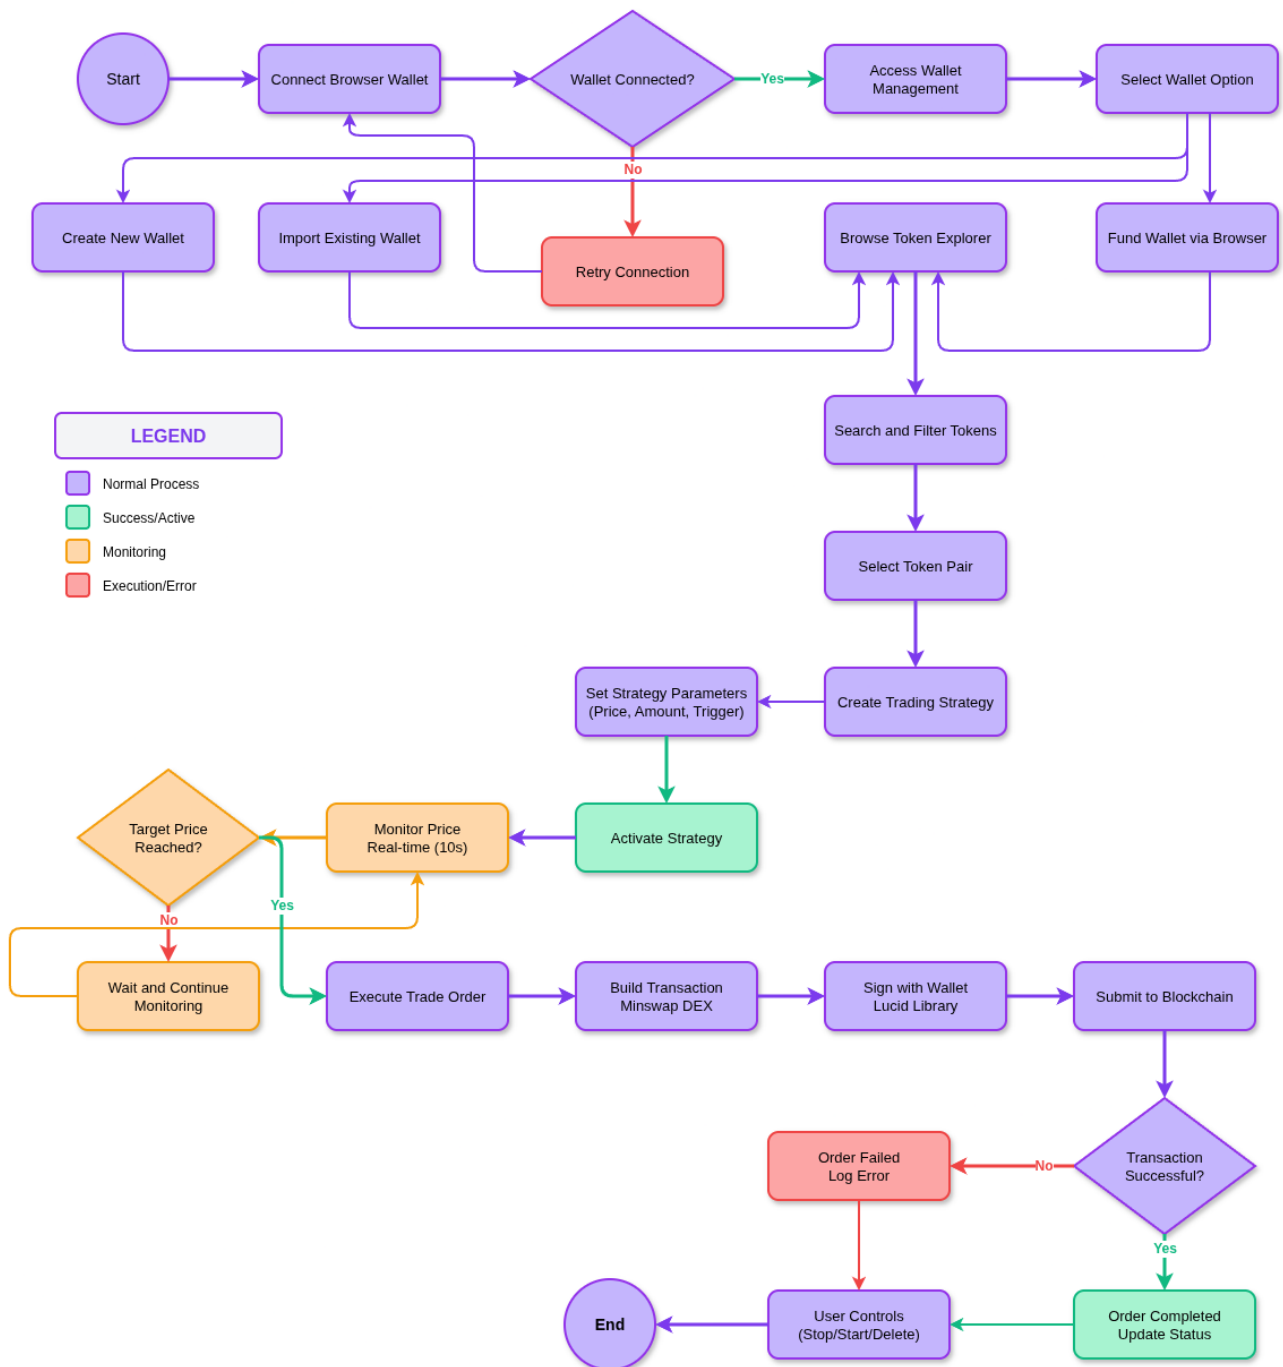 Start
Connect Browser Wallet
Wallet Connected?
Yes
Access Wallet
Management
Select Wallet Option
No
Create New Wallet
Import Existing Wallet
Retry Connection
Browse Token Explorer
Fund Wallet via Browser
Search and Filter Tokens
LEGEND
Normal Process
Success/Active
Monitoring
Execution/Error
Select Token Pair
Create Trading Strategy
Set Strategy Parameters
(Price, Amount, Trigger)
Activate Strategy
Monitor Price
Real-time (10s)
Target Price
Reached?
Yes
No
Wait and Continue
Monitoring
Execute Trade Order
Build Transaction
Minswap DEX
Sign with Wallet
Lucid Library
Submit to Blockchain
Transaction
Successful?
No
Order Failed
Log Error
Yes
Order Completed
Update Status
User Controls
(Stop/Start/Delete)
End